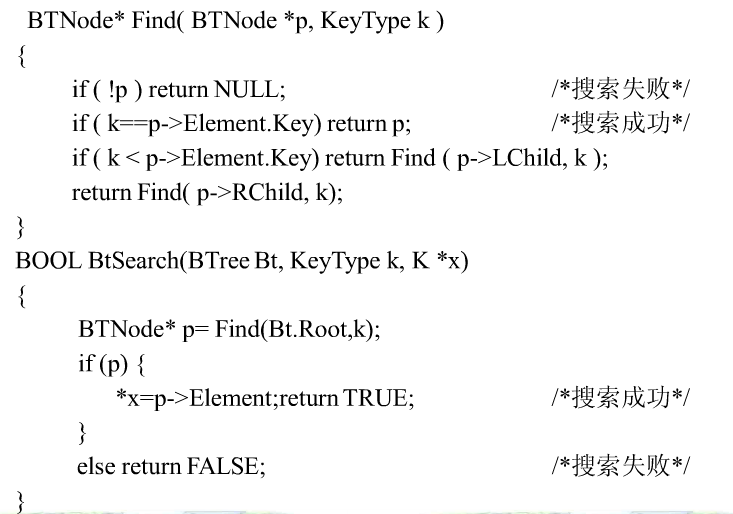 BTNode* Find( BTNode *p, KeyType k )
{
if ( !p ) return NULL; /*搜索失败*/
if ( k==p->Element.Key) return p; /*搜索成功*/
if ( k < p->Element.Key) return Find ( p->LChild, k );
return Find( p->RChild, k);
}
BOOL BtSearch(BTree Bt, KeyType k, K *x)
{
BTNode* p= Find(Bt.Root,k);
if (p) {
*x=p->Element;return TRUE; /*搜索成功*/
}
else return FALSE; /*搜索失败*/
}